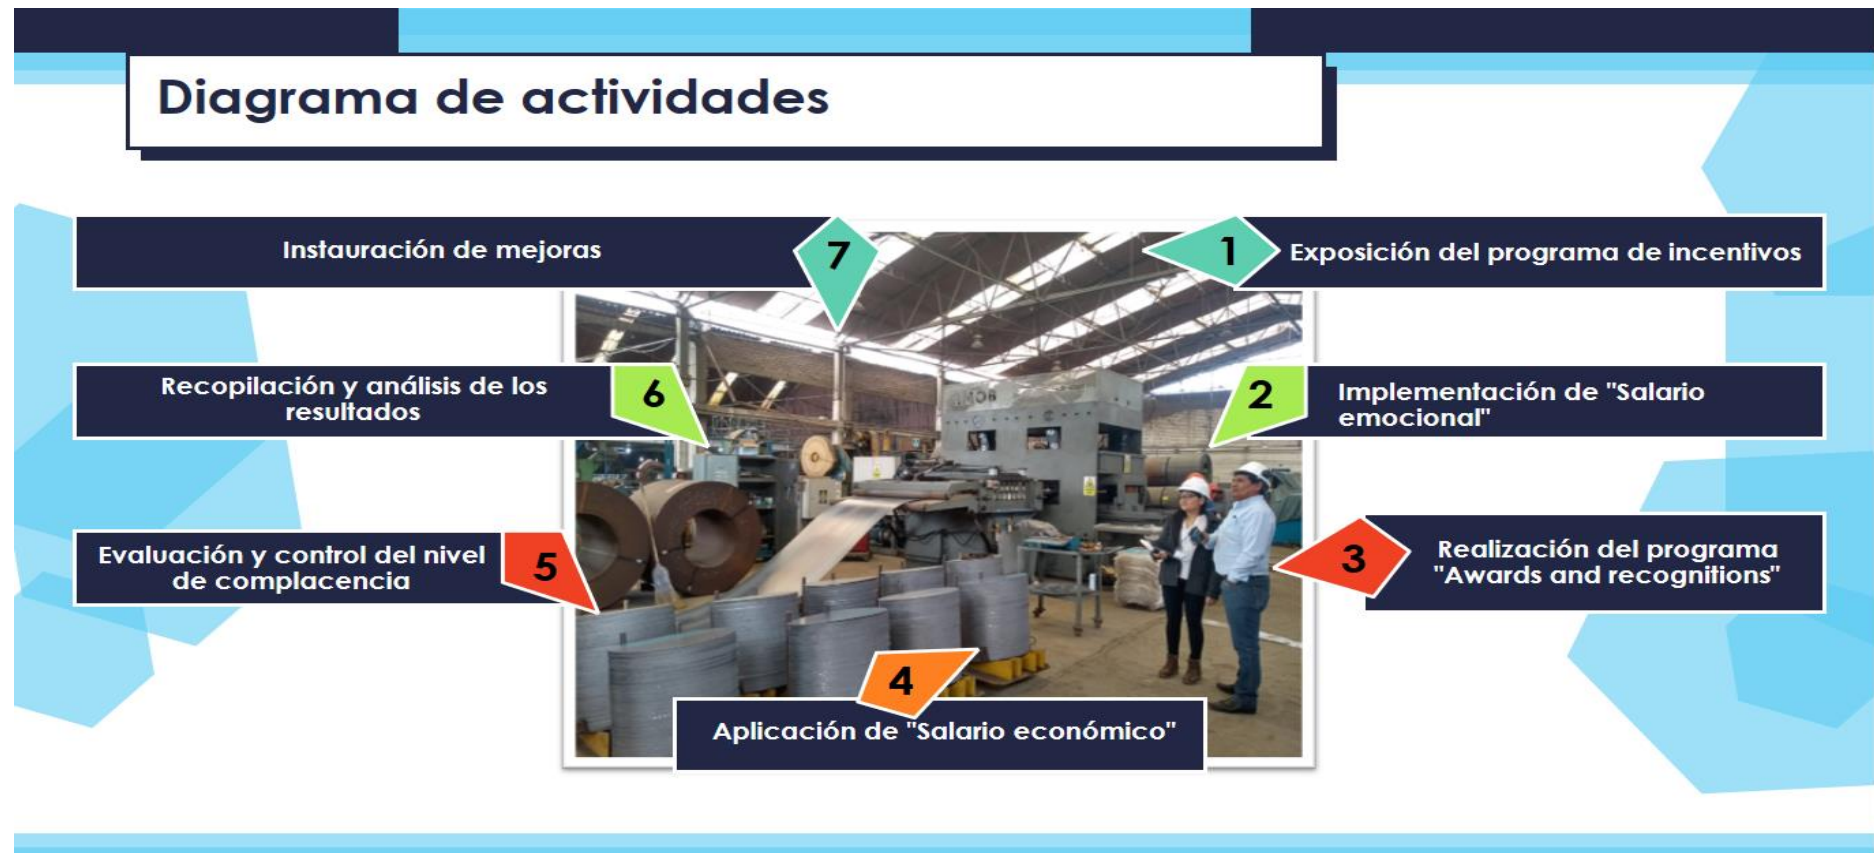 Diagrama de actividades
1
Exposición del programa de incentivos
2
Implementación de "Salario
emocional"
3
Realización del programa
"Awards and recognitions"
4
Aplicación de "Salario económico"
5
Evaluación y control del nivel
de complacencia
6
Recopilación y análisis de los
resultados
7
Instauración de mejoras